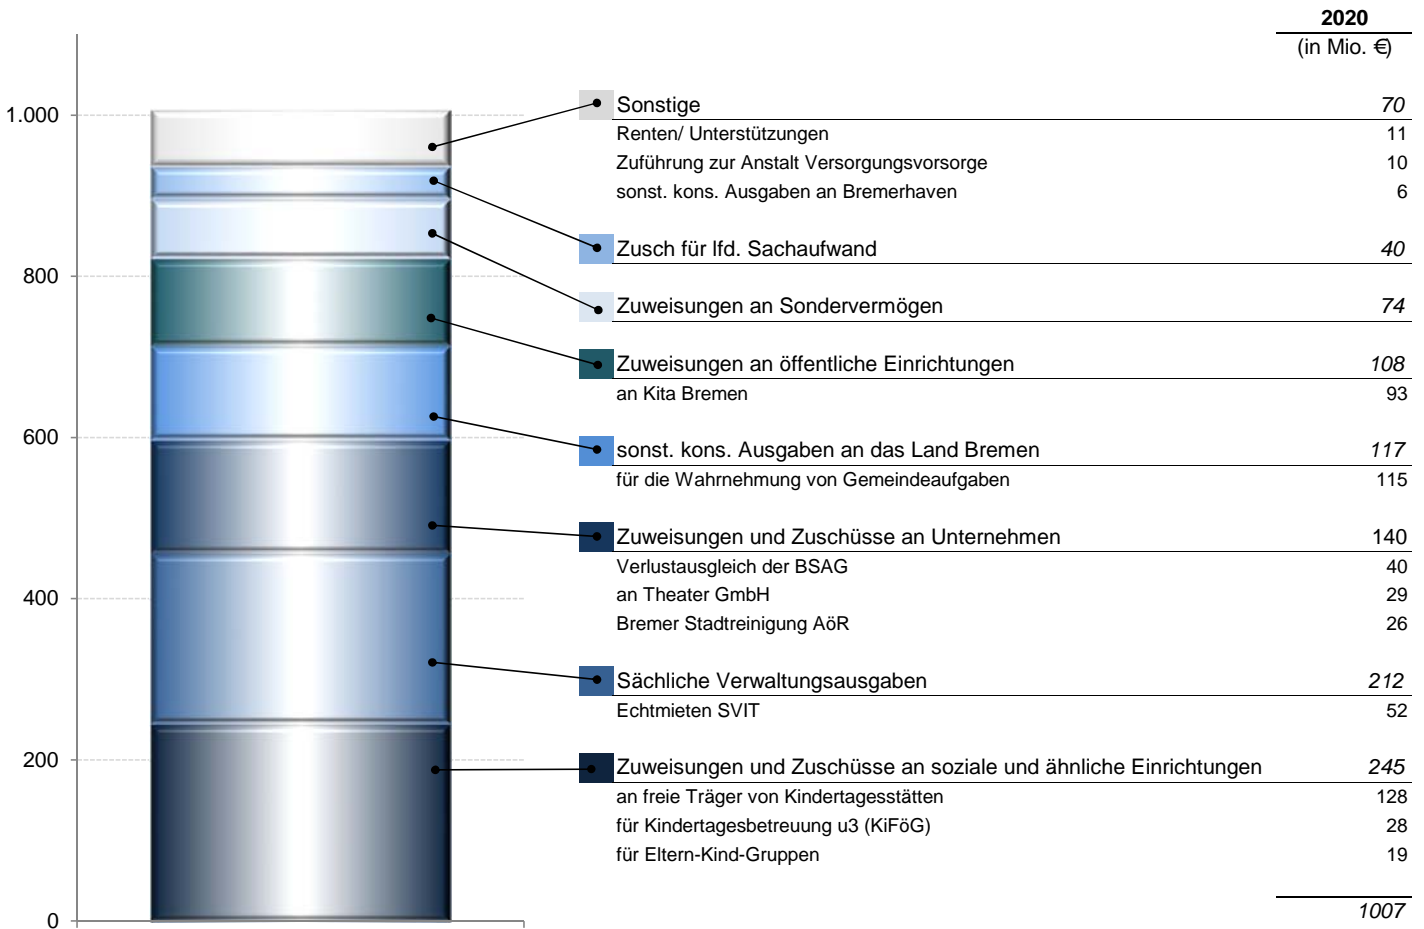 2020
(in Mio. €)
1.000
800
600
400
200
0
Sonstige 70
Renten/ Unterstützungen 11
Zuführung zur Anstalt Versorgungsvorsorge 10
sonst. kons. Ausgaben an Bremerhaven 6
Zusch für lfd. Sachaufwand 40
Zuweisungen an Sondervermögen 74
Zuweisungen an öffentliche Einrichtungen 108
an Kita Bremen 93
sonst. kons. Ausgaben an das Land Bremen 117
für die Wahrnehmung von Gemeindeaufgaben 115
Zuweisungen und Zuschüsse an Unternehmen 140
Verlustausgleich der BSAG 40
an Theater GmbH 29
Bremer Stadtreinigung AöR 26
Sächliche Verwaltungsausgaben 212
Echtmieten SVIT 52
Zuweisungen und Zuschüsse an soziale und ähnliche Einrichtungen 245
an freie Träger von Kindertagesstätten 128
für Kindertagesbetreuung u3 (KiFöG) 28
für Eltern-Kind-Gruppen 19
1007